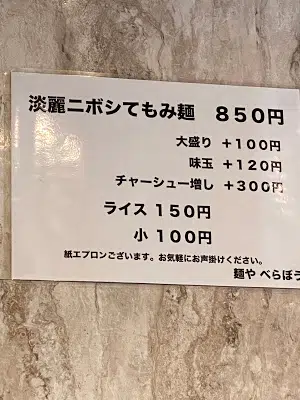 淡麗ニボシてもみ麺 850円
大盛り +100円
味玉 +120円
チャーシュー増し +300円
ライス 150円
小 100円
紙エプロンございます。お気軽にお声掛けください。
麺や べらぼう